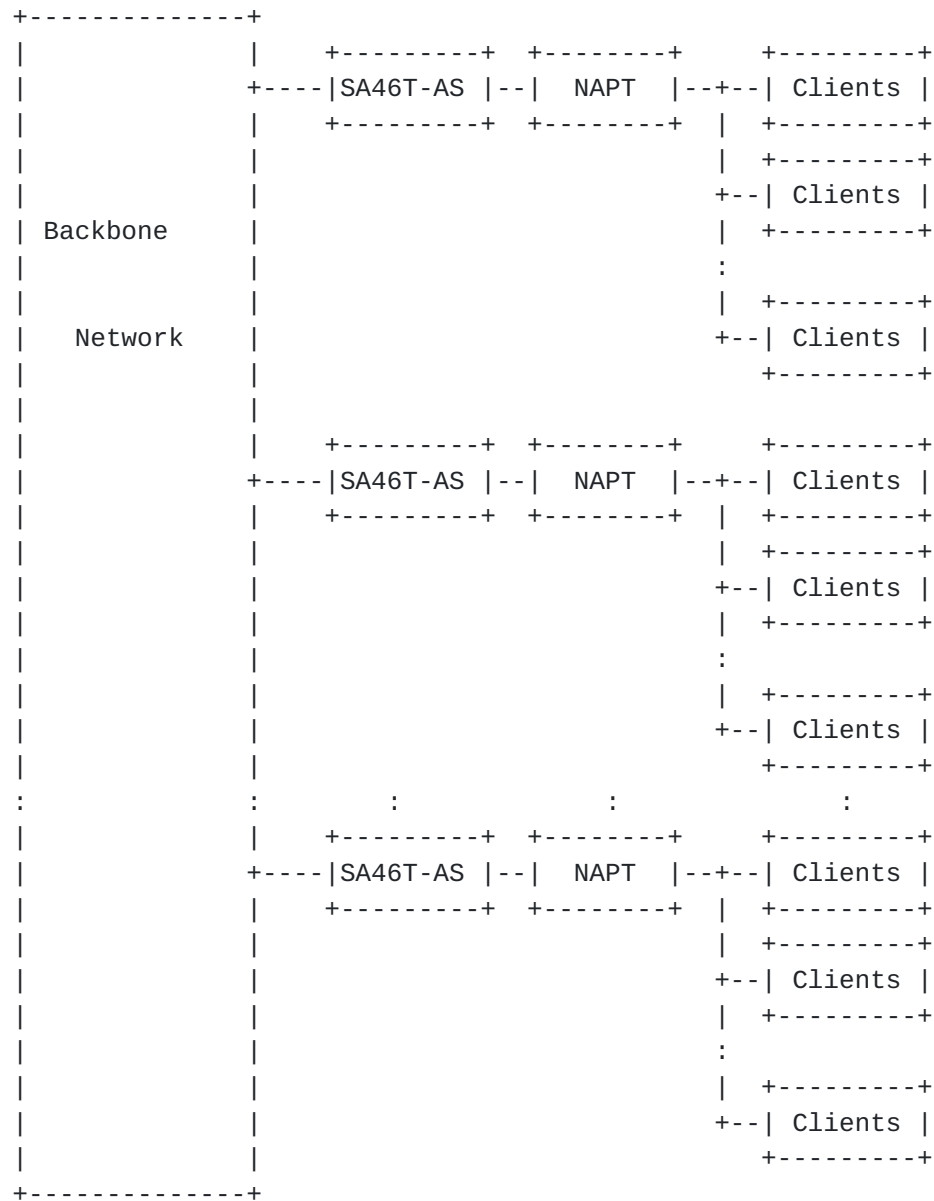 +--------------+
|              |    +---------+  +--------+     +---------+
|              +----|SA46T-AS |--|  NAPT  |--+--| Clients |
|              |    +---------+  +--------+  |  +---------+
|              |                             |  +---------+
|              |                             +--| Clients |
| Backbone     |                             |  +---------+
|              |                             :
|              |                             |  +---------+
|   Network    |                             +--| Clients |
|              |                                +---------+
|              |
|              |    +---------+  +--------+     +---------+
|              +----|SA46T-AS |--|  NAPT  |--+--| Clients |
|              |    +---------+  +--------+  |  +---------+
|              |                             |  +---------+
|              |                             +--| Clients |
|              |                             |  +---------+
|              |                             :
|              |                             |  +---------+
|              |                             +--| Clients |
|              |                                +---------+
:              :        :             :              :
|              |    +---------+  +--------+     +---------+
|              +----|SA46T-AS |--|  NAPT  |--+--| Clients |
|              |    +---------+  +--------+  |  +---------+
|              |                             |  +---------+
|              |                             +--| Clients |
|              |                             |  +---------+
|              |                             :
|              |                             |  +---------+
|              |                             +--| Clients |
|              |                                +---------+
+--------------+